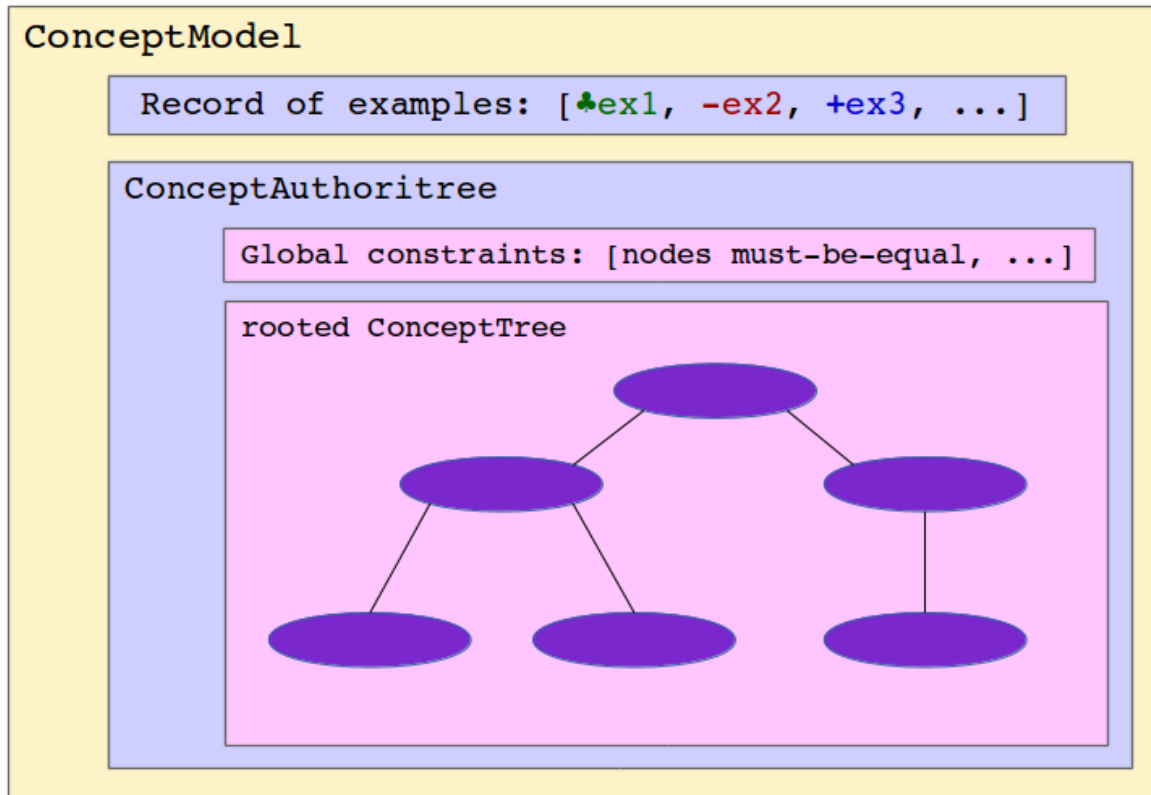 ConceptModel
Record of examples: [♣ex1, -ex2, +ex3, ...]
ConceptAuthoritree
Global constraints: [nodes must-be-equal, ...]
rooted ConceptTree